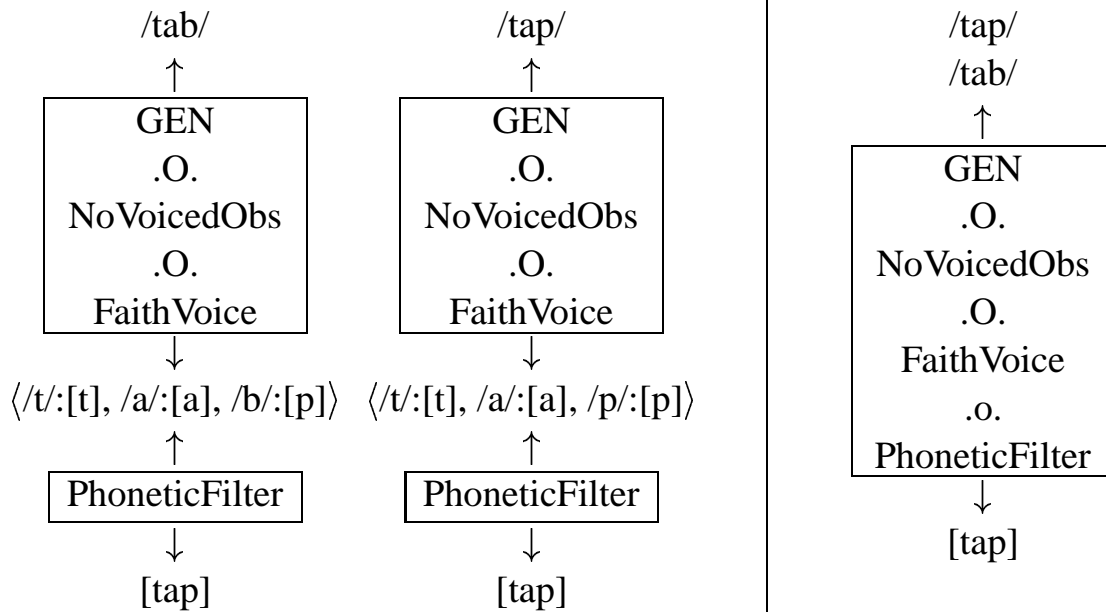 /tab/
↑
GEN
.O.
NoVoicedObs
.O.
FaithVoice
↓
⟨/t/:[t], /a/:[a], /b/:[p]⟩
↑
PhoneticFilter
↓
[tap]
/tap/
↑
GEN
.O.
NoVoicedObs
.O.
FaithVoice
↓
⟨/t/:[t], /a/:[a], /p/:[p]⟩
↑
PhoneticFilter
↓
[tap]
/tap/
/tab/
↑
GEN
.O.
NoVoicedObs
.O.
FaithVoice
.o.
PhoneticFilter
↓
[tap]